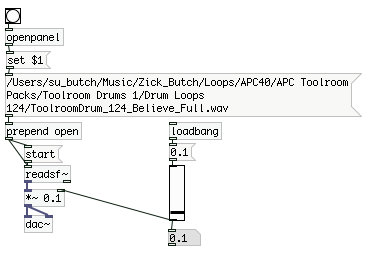 openpanel
set $1
/Users/su_butch/Music/Zick_Butch/Loops/APC40/APC Toolroom
Packs/Toolroom Drums 1/Drum Loops
124/ToolroomDrum_124_Believe_Full.wav
prepend open
loadbang
start
0.1
readsf~
*~ 0.1
dac~
0.1